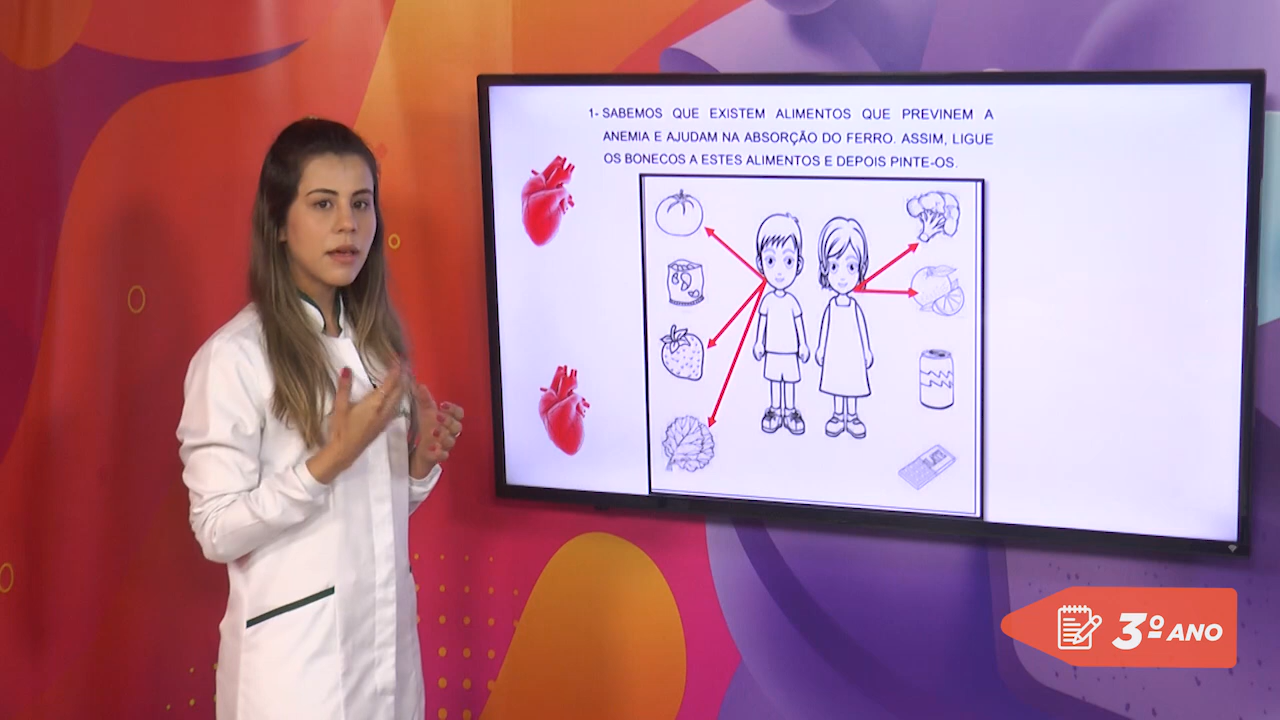 1- SABEMOS QUE EXISTEM ALIMENTOS QUE PREVINEM A
ANEMIA E AJUDAM NA ABSORÇÃO DO FERRO. ASSIM, LIGUE
OS BONECOS A ESTES ALIMENTOS E DEPOIS PINTE-OS.
3º ANO